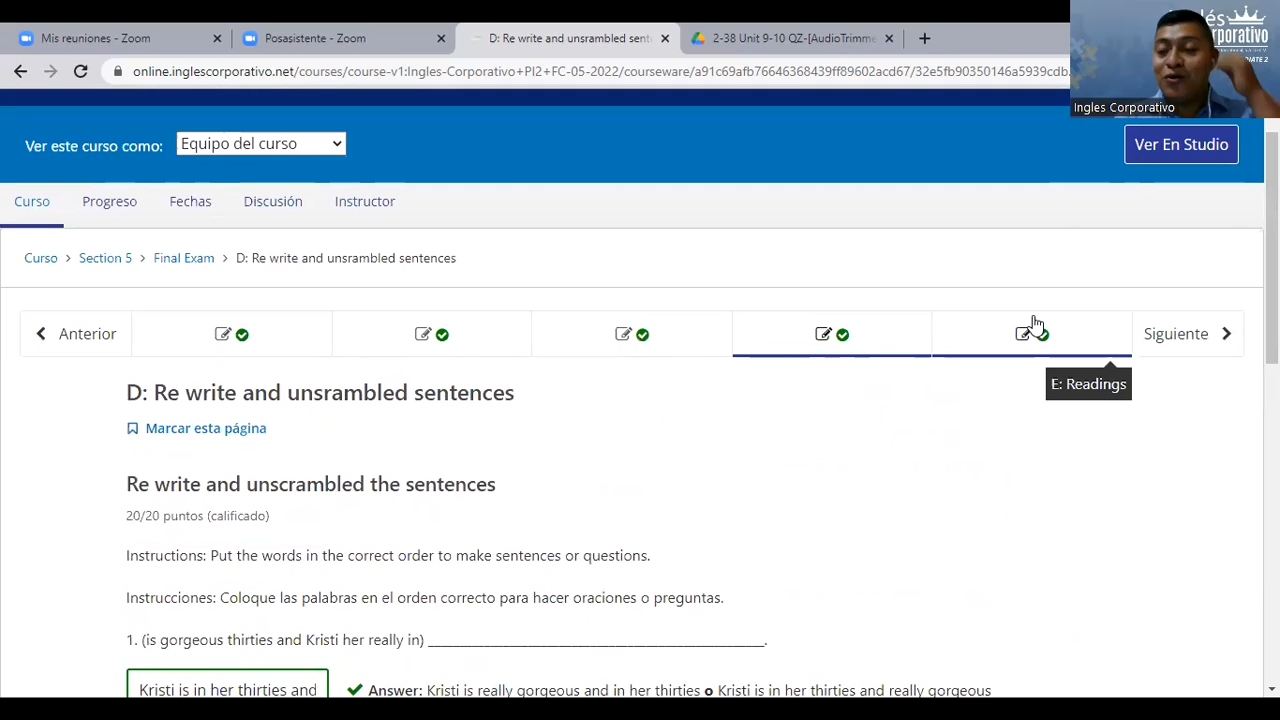 Mis reuniones - Zoom
Posasistente - Zoom
D: Re write and unsrambled sent
2-38 Unit 9-10 QZ-[AudioTrimme
online.inglescorporativo.net/courses/course-v1:Ingles-Corporativo+PI2+FC-05-2022/courseware/a91c69afb76646368439ff89602acd67/32e5fb90350146a5939cdb
Ingles Corporativo
Ver este curso como:
Equipo del curso
Ver En Studio
Curso
Progreso
Fechas
Discusión
Instructor
Curso > Section 5 > Final Exam > D: Re write and unsrambled sentences
Anterior
Siguiente
E: Readings
D: Re write and unsrambled sentences
Marcar esta página
Re write and unscrambled the sentences
20/20 puntos (calificado)
Instructions: Put the words in the correct order to make sentences or questions.
Instrucciones: Coloque las palabras en el orden correcto para hacer oraciones o preguntas.
1. (is gorgeous thirties and Kristi her really in) ______________________________________________.
Kristi is in her thirties and
Answer: Kristi is really gorgeous and in her thirties o Kristi is in her thirties and really gorgeous